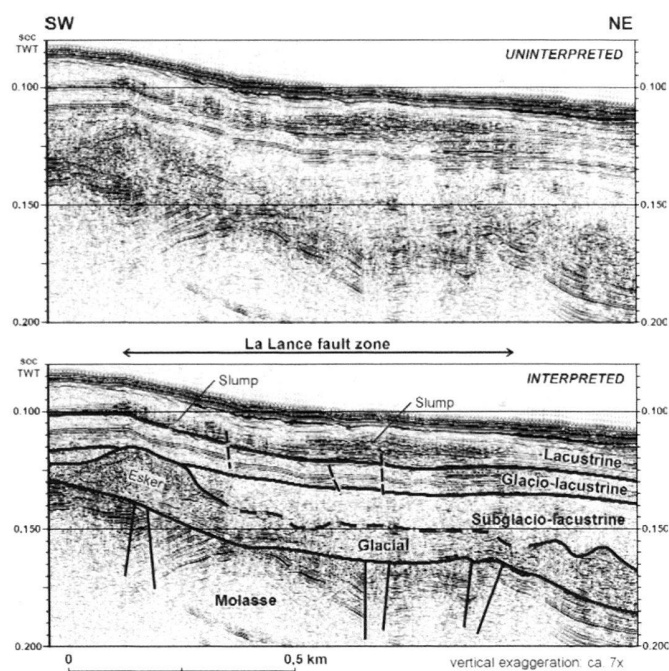 SW NE
sec
TWT
UNINTERPRETED
0.100 0.100
0.150 0.150
0.200 0.200
La Lance fault zone
sec
TWT
INTERPRETED
Slump
Slump
0.100 0.100
Lacustrine
Glacio-lacustrine
Esker
Subglacio-lacustrine
0.150 0.150
Glacial
Molasse
0.200 0.200
0 0,5 km vertical exaggeration: ca. 7x